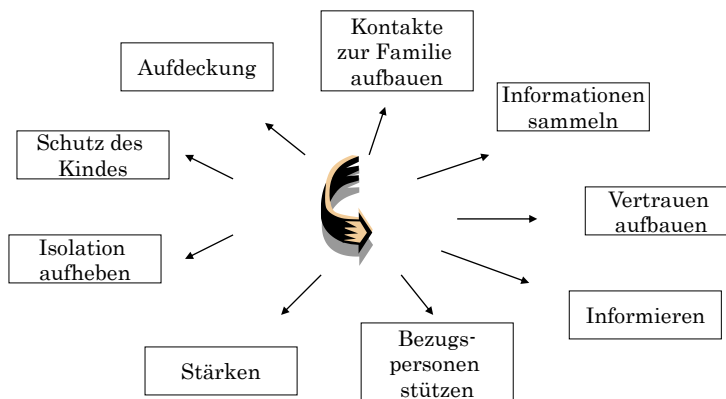 Kontakte
zur Familie
aufbauen
Aufdeckung
Informationen
sammeln
Schutz des
Kindes
Vertrauen
aufbauen
Isolation
aufheben
Informieren
Bezugs-
personen
stützen
Stärken